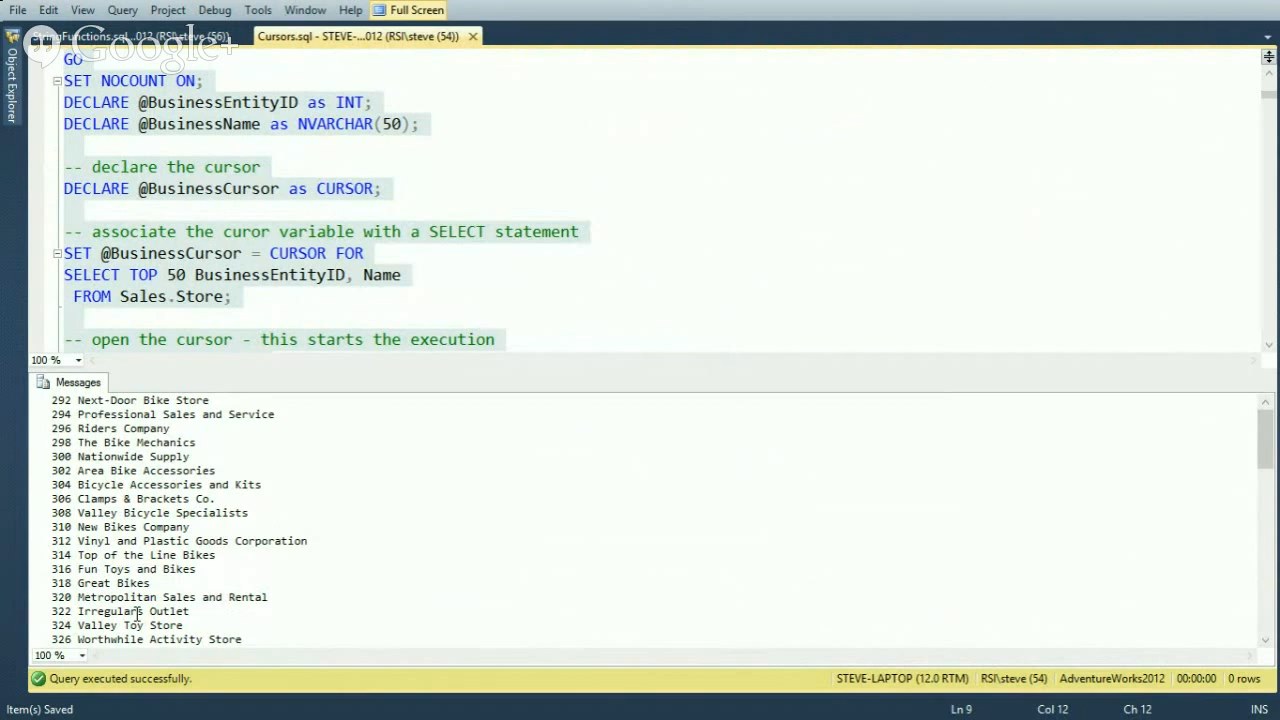 File Edit View Query Project Debug Tools Window Help Full Screen
StringFunctions.sql...012 (RSI\steve (56)) Cursors.sql - STEVE-...012 (RSI\steve (54)) ✕
Google+
Object Explorer
GO
SET NOCOUNT ON;
DECLARE @BusinessEntityID as INT;
DECLARE @BusinessName as NVARCHAR(50);
-- declare the cursor
DECLARE @BusinessCursor as CURSOR;
-- associate the curor variable with a SELECT statement
SET @BusinessCursor = CURSOR FOR
SELECT TOP 50 BusinessEntityID, Name
FROM Sales.Store;
-- open the cursor - this starts the execution
100 %
Messages
292 Next-Door Bike Store
294 Professional Sales and Service
296 Riders Company
298 The Bike Mechanics
300 Nationwide Supply
302 Area Bike Accessories
304 Bicycle Accessories and Kits
306 Clamps & Brackets Co.
308 Valley Bicycle Specialists
310 New Bikes Company
312 Vinyl and Plastic Goods Corporation
314 Top of the Line Bikes
316 Fun Toys and Bikes
318 Great Bikes
320 Metropolitan Sales and Rental
322 Irregulars Outlet
324 Valley Toy Store
326 Worthwhile Activity Store
100 %
Query executed successfully. STEVE-LAPTOP (12.0 RTM) RSI\steve (54) AdventureWorks2012 00:00:00 0 rows
Item(s) Saved Ln 9 Col 12 Ch 12 INS